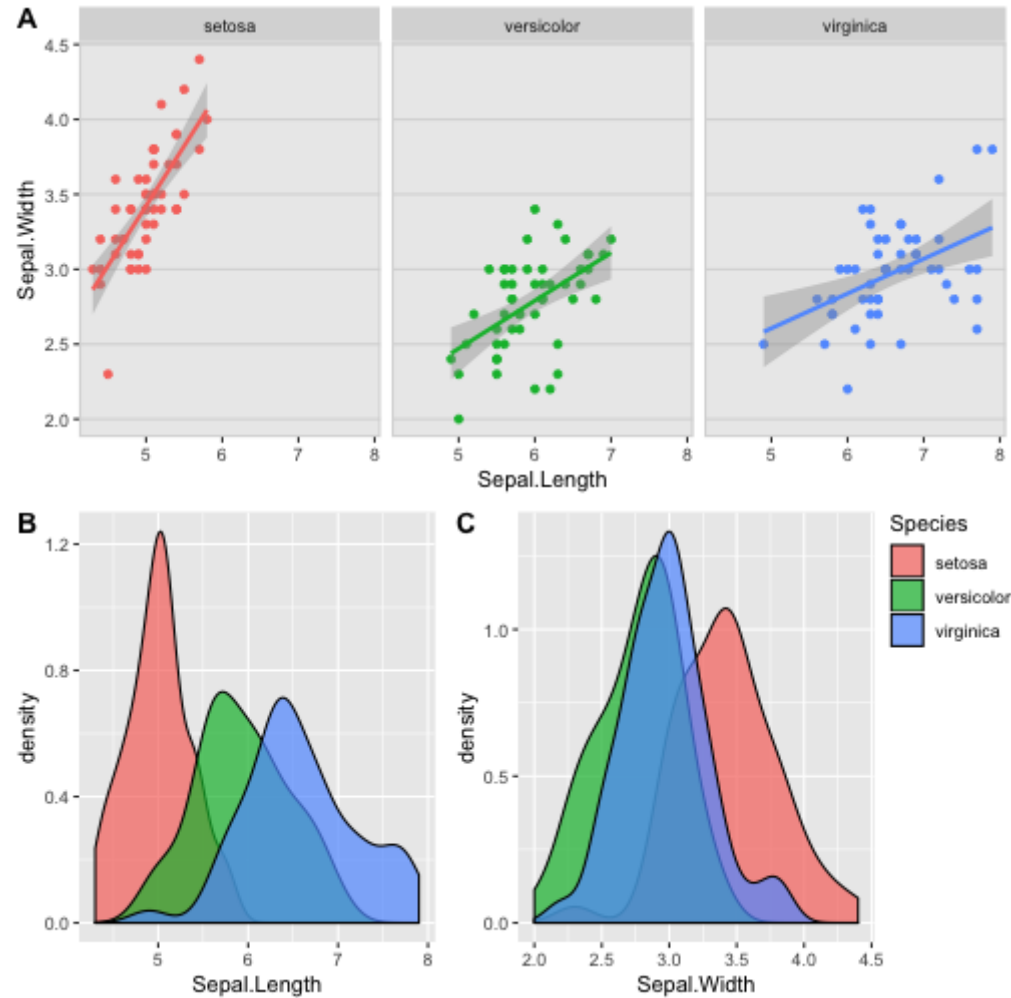 A
setosa versicolor virginica
4.5
4.0
3.5
3.0
2.5
2.0
Sepal.Width
5 6 7 8 5 6 7 8 5 6 7 8
Sepal.Length
B
1.2
0.8
0.4
0.0
density
5 6 7 8
Sepal.Length
C
1.0
0.5
0.0
density
2.0 2.5 3.0 3.5 4.0 4.5
Sepal.Width
Species
setosa
versicolor
virginica